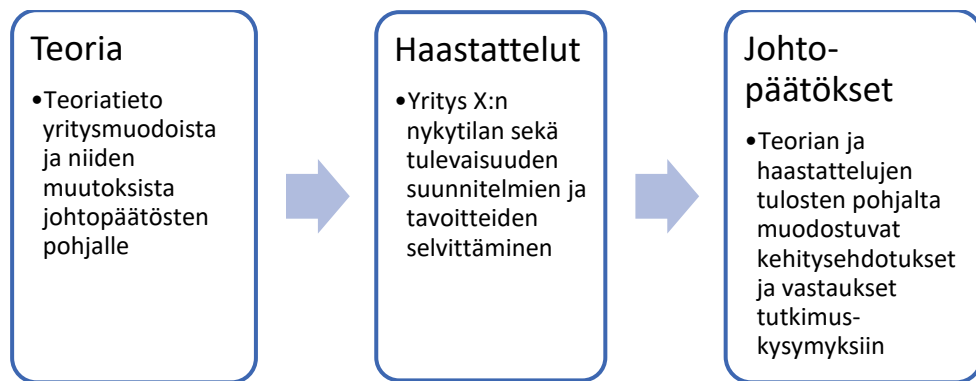 Teoria
•Teoriatieto
yritysmuodoista
ja niiden
muutoksista
johtopäätösten
pohjalle
Haastattelut
•Yritys X:n
nykytilan sekä
tulevaisuuden
suunnitelmien ja
tavoitteiden
selvittäminen
Johto-
päätökset
•Teorian ja
haastattelujen
tulosten pohjalta
muodostuvat
kehitysehdotukset
ja vastaukset
tutkimus-
kysymyksiin